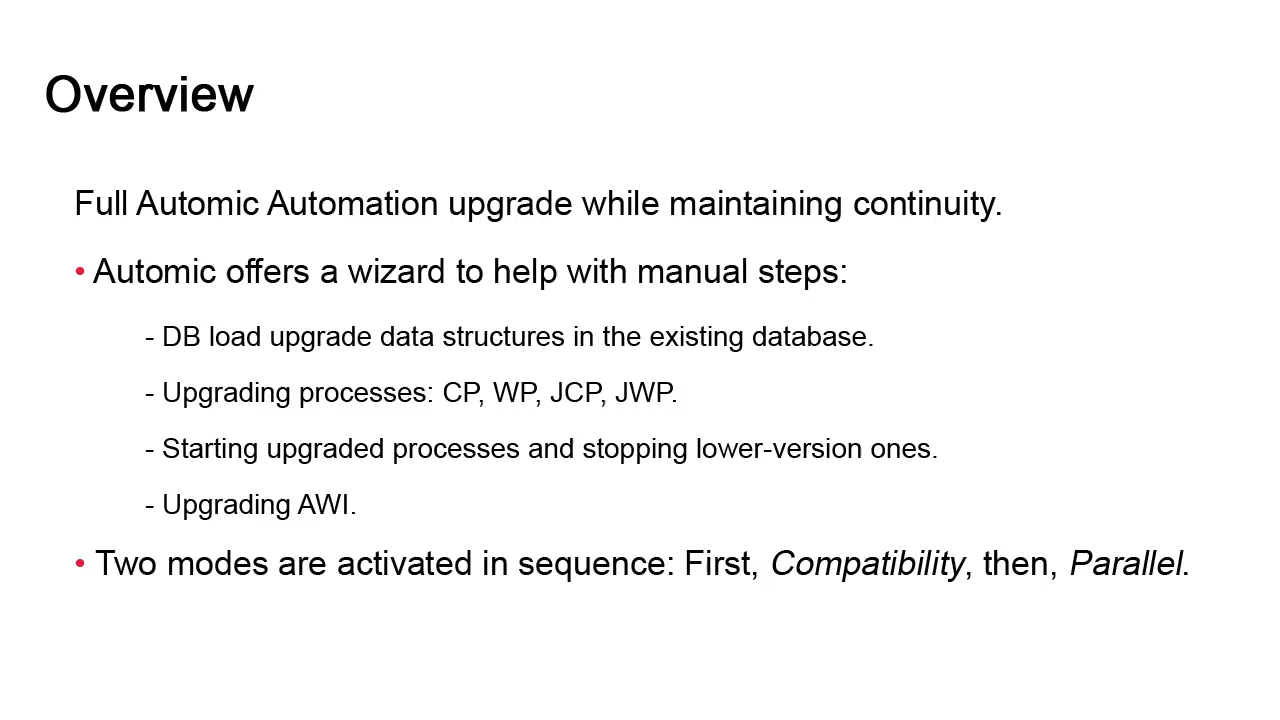 Overview
Full Automic Automation upgrade while maintaining continuity.
• Automic offers a wizard to help with manual steps:
- DB load upgrade data structures in the existing database.
- Upgrading processes: CP, WP, JCP, JWP.
- Starting upgraded processes and stopping lower-version ones.
- Upgrading AWI.
• Two modes are activated in sequence: First, Compatibility, then, Parallel.